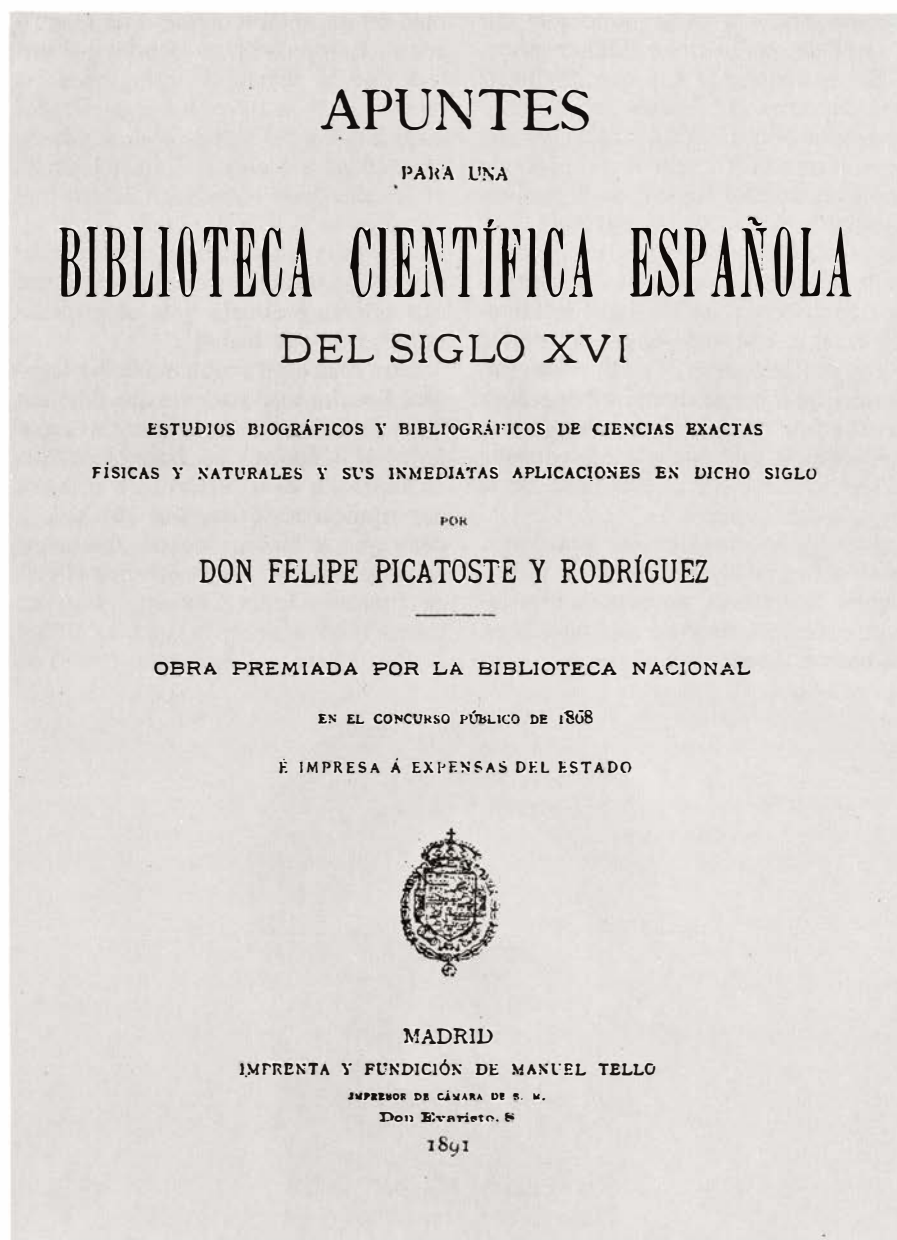 APUNTES
PARA UNA
BIBLIOTECA CIENTÍFICA ESPAÑOLA
DEL SIGLO XVI
ESTUDIOS BIOGRÁFICOS Y BIBLIOGRÁFICOS DE CIENCIAS EXACTAS
FÍSICAS Y NATURALES Y SUS INMEDIATAS APLICACIONES EN DICHO SIGLO
POR
DON FELIPE PICATOSTE Y RODRÍGUEZ
OBRA PREMIADA POR LA BIBLIOTECA NACIONAL
EN EL CONCURSO PÚBLICO DE 1868
É IMPRESA Á EXPENSAS DEL ESTADO
MADRID
IMPRENTA Y FUNDICIÓN DE MANUEL TELLO
IMPRESOR DE CÁMARA DE S. M.
Don Evaristo, 8
1891